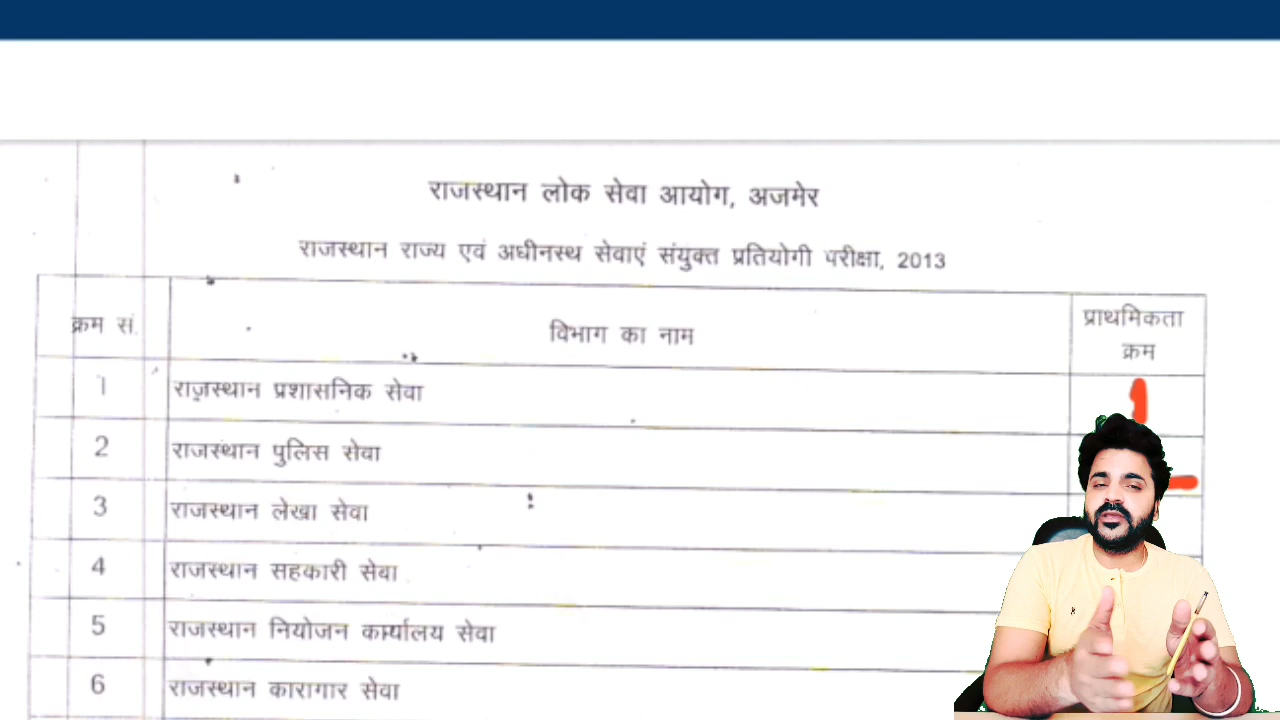 राजस्थान लोक सेवा आयोग, अजमेर
राजस्थान राज्य एवं अधीनस्थ सेवाएं संयुक्त प्रतियोगी परीक्षा, 2013
क्रम सं. विभाग का नाम प्राथमिकता
क्रम
1 राजस्थान प्रशासनिक सेवा 1
2 राजस्थान पुलिस सेवा
3 राजस्थान लेखा सेवा
4 राजस्थान सहकारी सेवा
5 राजस्थान नियोजन कार्यालय सेवा
6 राजस्थान कारागार सेवा